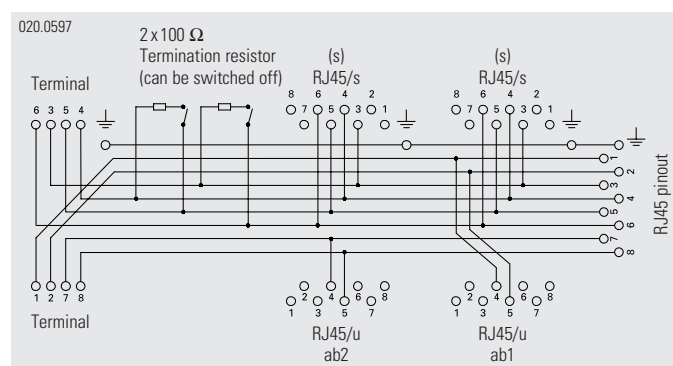 020.0597
2 x 100 Ω
Termination resistor
(can be switched off)
(s)
RJ45/s
(s)
RJ45/s
Terminal
6 3 5 4
8 6 4 2
7 5 3 1
8 6 4 2
7 5 3 1
1
2
3
4
5
6
7
8
RJ45 pinout
1 2 7 8
Terminal
2 4 6 8
1 3 5 7
RJ45/u
ab2
2 4 6 8
1 3 5 7
RJ45/u
ab1